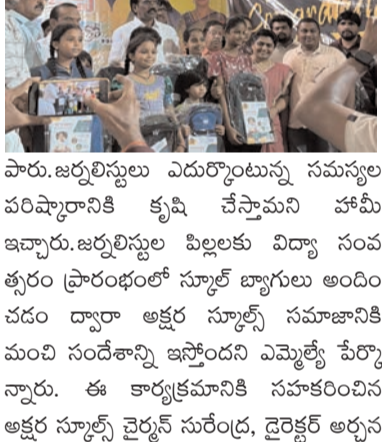 పారు.జర్నలిస్టులు ఎదుర్కొంటున్న సమస్యల
పరిష్కారానికి కృషి చేస్తామని హామీ
ఇచ్చారు.జర్నలిస్టుల పిల్లలకు విద్యా సంవ
త్సరం ప్రారంభంలో స్కూల్ బ్యాగులు అందిం
చడం ద్వారా అక్షర స్కూల్స్ సమాజానికి
మంచి సందేశాన్ని ఇస్తోందని ఎమ్మెల్యే పేర్కొ
న్నారు. ఈ కార్యక్రమానికి సహకరించిన
అక్షర స్కూల్స్ చైర్మన్ సురేంద్ర, డైరెక్టర్ అర్చన